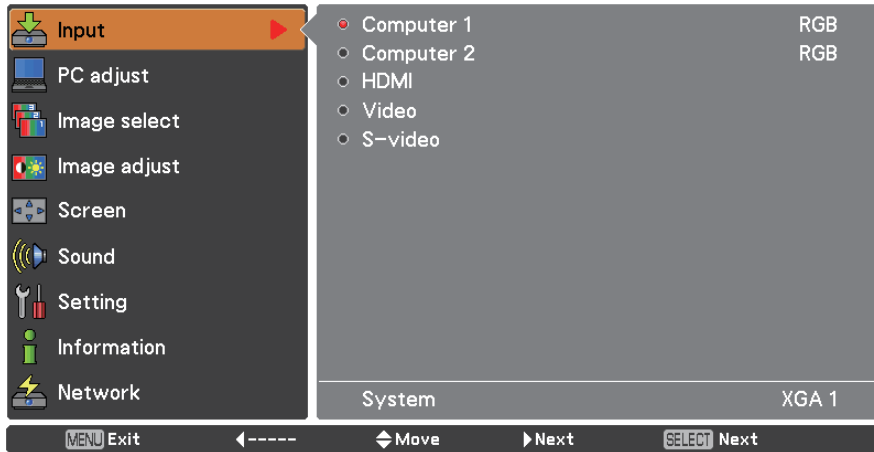 Input
PC adjust
Image select
Image adjust
Screen
Sound
Setting
Information
Network
Computer 1 RGB
Computer 2 RGB
HDMI
Video
S-video
System XGA 1
MENU Exit ----- Move Next SELECT Next